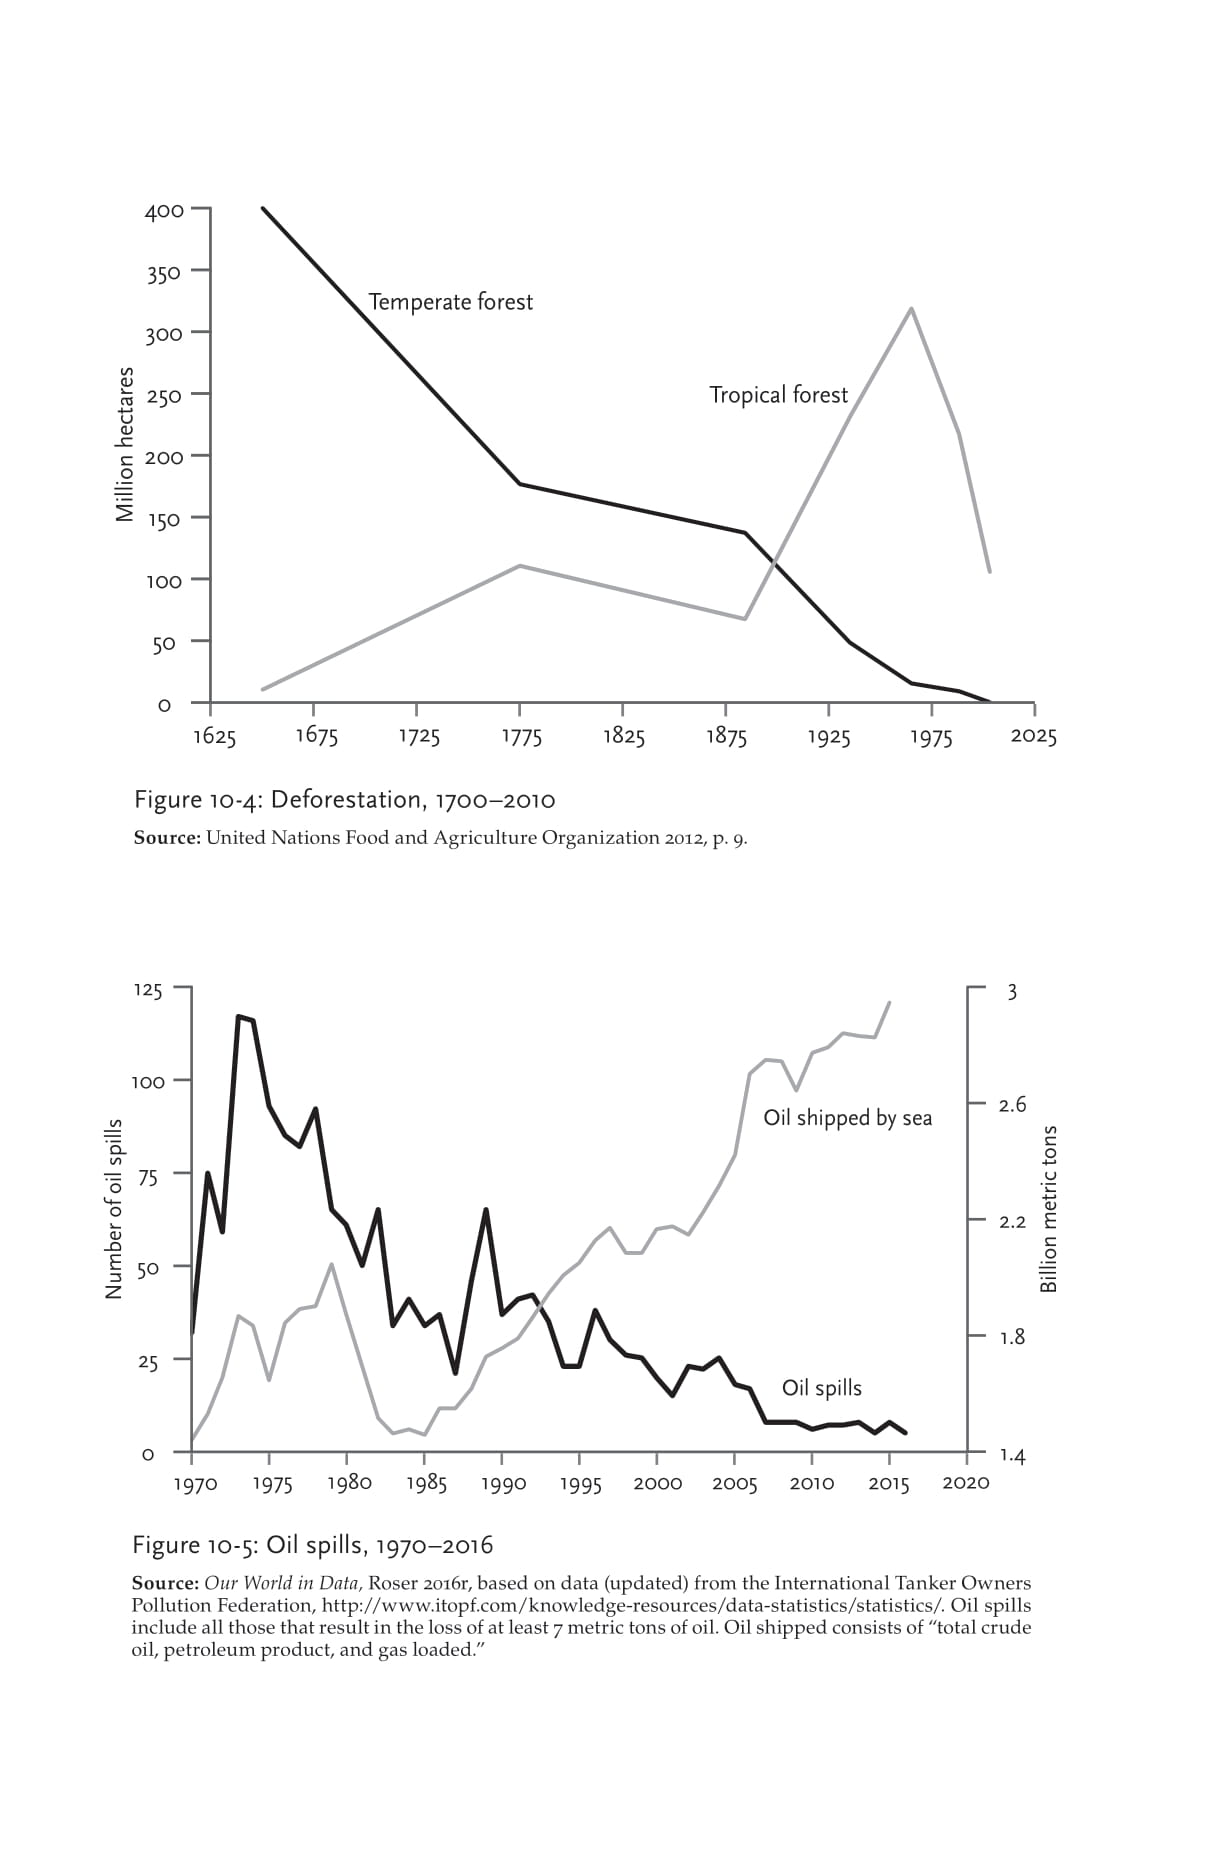 400
350
300
250
200
150
100
50
0
Million hectares
Temperate forest
Tropical forest
1625 1675 1725 1775 1825 1875 1925 1975 2025
Figure 10-4: Deforestation, 1700–2010
Source: United Nations Food and Agriculture Organization 2012, p. 9.
125
100
75
50
25
0
Number of oil spills
3
2.6
2.2
1.8
1.4
Billion metric tons
Oil shipped by sea
Oil spills
1970 1975 1980 1985 1990 1995 2000 2005 2010 2015 2020
Figure 10-5: Oil spills, 1970–2016
Source: Our World in Data, Roser 2016r, based on data (updated) from the International Tanker Owners
Pollution Federation, http://www.itopf.com/knowledge-resources/data-statistics/statistics/. Oil spills
include all those that result in the loss of at least 7 metric tons of oil. Oil shipped consists of “total crude
oil, petroleum product, and gas loaded.”